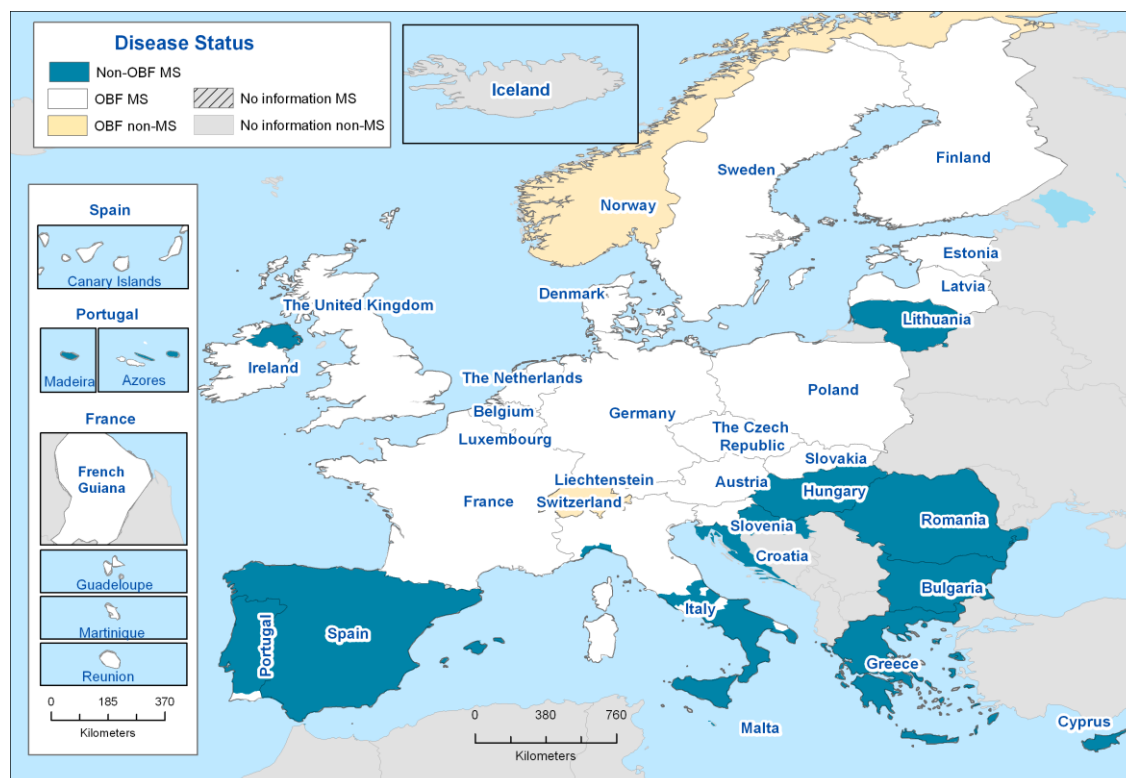 Disease Status
Non-OBF MS
OBF MS
No information MS
OBF non-MS
No information non-MS
Iceland
Spain
Canary Islands
Portugal
Madeira
Azores
France
French
Guiana
Guadeloupe
Martinique
Reunion
0 185 370
Kilometers
Finland
Sweden
Norway
Estonia
Latvia
Lithuania
Denmark
The United Kingdom
Ireland
The Netherlands
Poland
Belgium
Germany
The Czech
Republic
Luxembourg
Slovakia
Liechtenstein
Austria
Hungary
France
Switzerland
Romania
Slovenia
Croatia
Bulgaria
Italy
Portugal
Spain
Greece
Malta
Cyprus
0 380 760
Kilometers